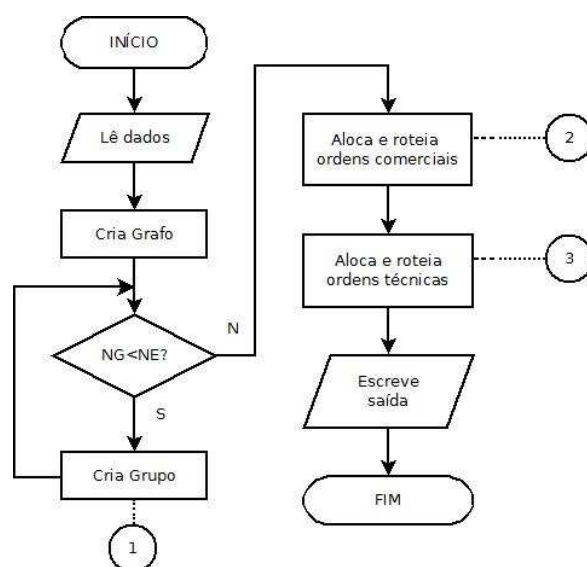 INÍCIO
Lê dados
Cria Grafo
NG<NE?
N
S
Cria Grupo
1
Aloca e roteia
ordens comerciais
2
Aloca e roteia
ordens técnicas
3
Escreve
saída
FIM